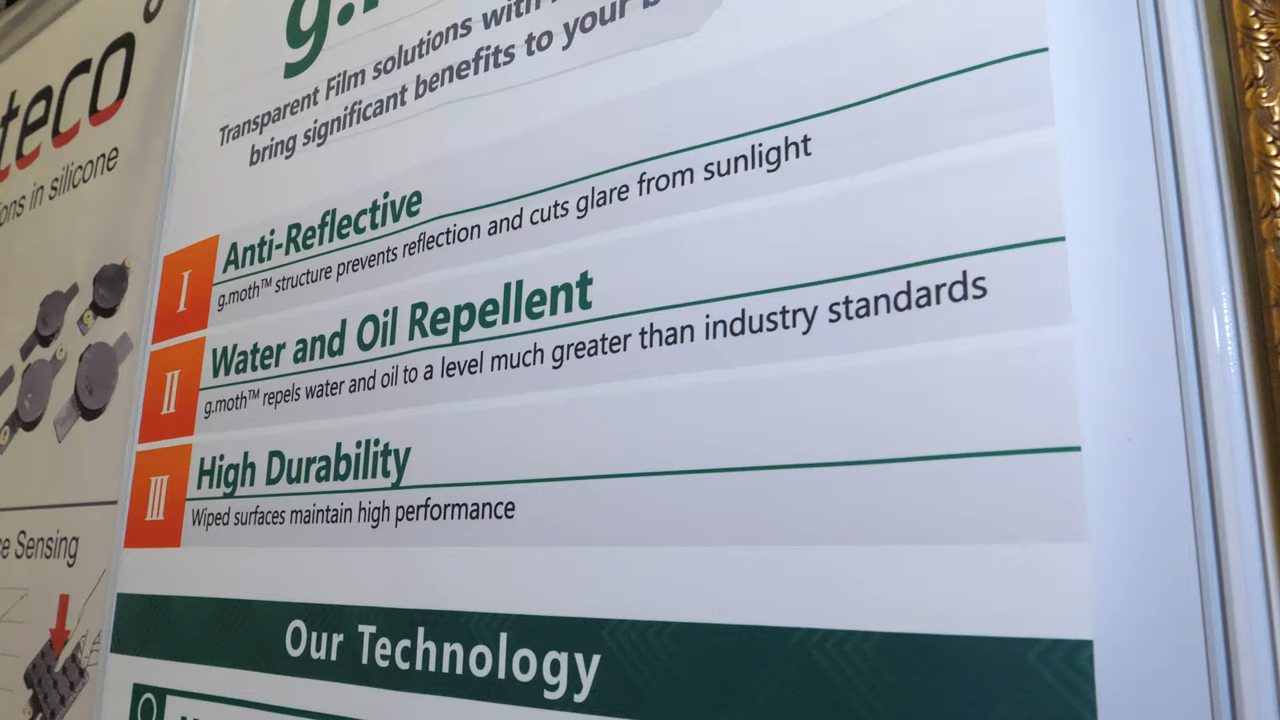 teco
ons in silicone
e Sensing
g.
Transparent Film solutions with
bring significant benefits to your
I
Anti-Reflective
g.moth™ structure prevents reflection and cuts glare from sunlight
II
Water and Oil Repellent
g.moth™ repels water and oil to a level much greater than industry standards
III
High Durability
Wiped surfaces maintain high performance
Our Technology